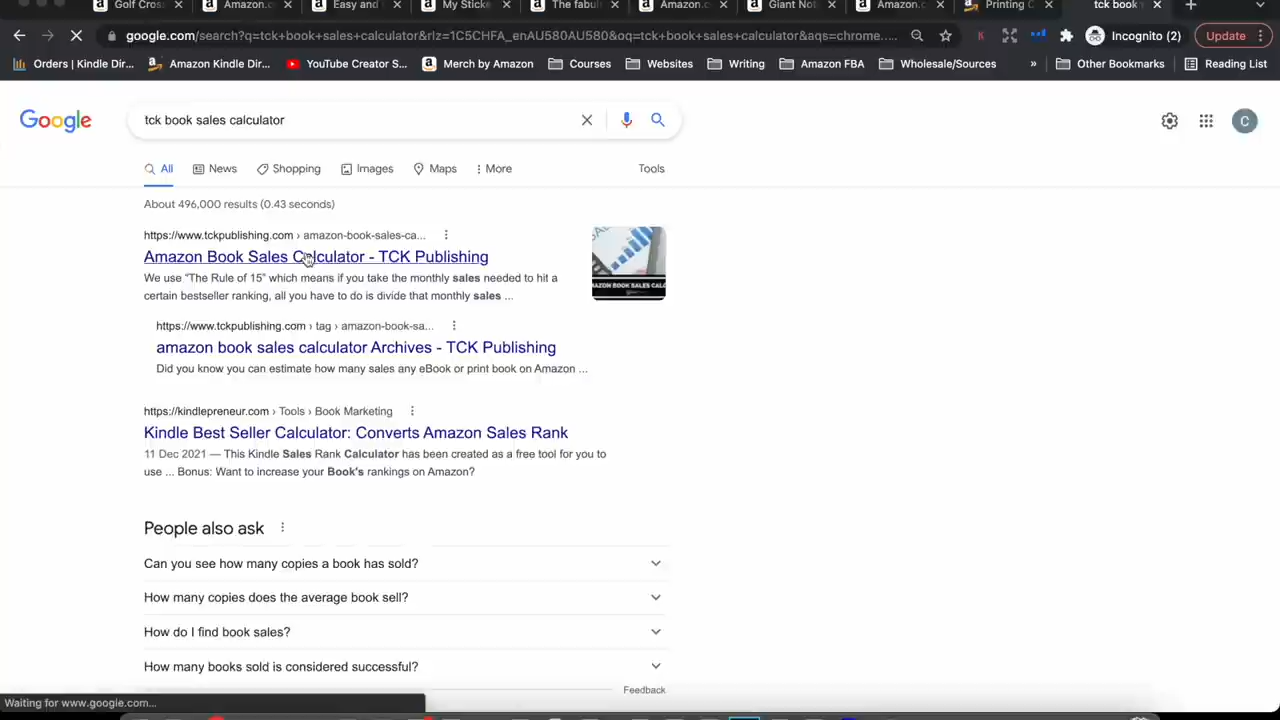 Golf Cros
Amazon.c
Easy and
My Sticke
The fabul
Amazon.c
Giant Not
Amazon.c
Printing C
tck book
google.com/search?q=tck+book+sales+calculator&rlz=1C5CHFA_enAU580AU580&oq=tck+book+sales+calculator&aqs=chrome....
Incognito (2)
Update
Orders | Kindle Dir...
Amazon Kindle Dir...
YouTube Creator S...
Merch by Amazon
Courses
Websites
Writing
Amazon FBA
Wholesale/Sources
»
Other Bookmarks
Reading List
Google
tck book sales calculator
C
All
News
Shopping
Images
Maps
More
Tools
About 496,000 results (0.43 seconds)
https://www.tckpublishing.com › amazon-book-sales-ca...
Amazon Book Sales Calculator - TCK Publishing
We use "The Rule of 15" which means if you take the monthly sales needed to hit a
certain bestseller ranking, all you have to do is divide that monthly sales ...
https://www.tckpublishing.com › tag › amazon-book-sa...
amazon book sales calculator Archives - TCK Publishing
Did you know you can estimate how many sales any eBook or print book on Amazon ...
https://kindlepreneur.com › Tools › Book Marketing
Kindle Best Seller Calculator: Converts Amazon Sales Rank
11 Dec 2021 — This Kindle Sales Rank Calculator has been created as a free tool for you to
use ... Bonus: Want to increase your Book's rankings on Amazon?
People also ask
Can you see how many copies a book has sold?
How many copies does the average book sell?
How do I find book sales?
How many books sold is considered successful?
Feedback
Waiting for www.google.com...